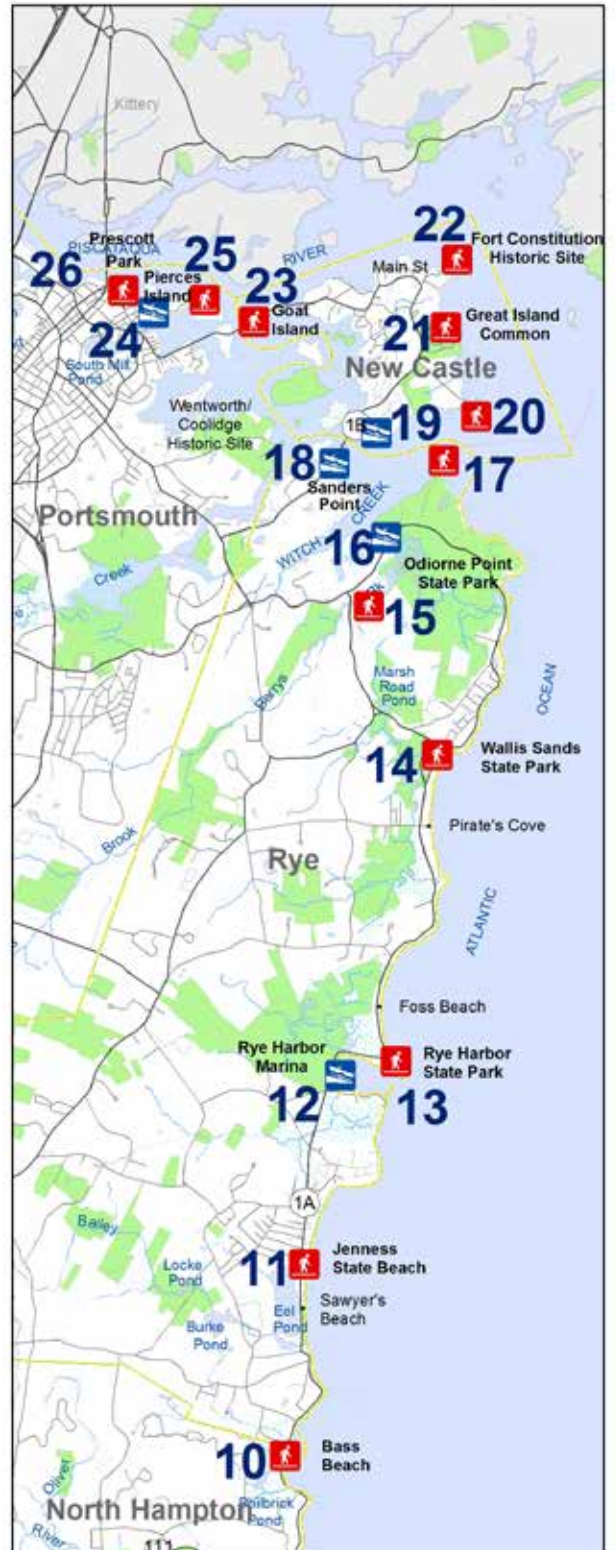 Kittery
22
Prescott
Park
PISCATAQUA
25
RIVER
Fort Constitution
Historic Site
Main St
26
Pierces
Island
23
Goat
Island
Great Island
Common
21
24
South Mill
Pond
New Castle
Wentworth/
Coolidge
Historic Site
1B
19
20
18
17
Sanders
Point
Portsmouth
WITCH CREEK
16
Odiorne Point
State Park
Creek
15
Marsh
Road
Pond
OCEAN
Berrys
14
Wallis Sands
State Park
Pirate's Cove
Brook
Rye
ATLANTIC
Foss Beach
Rye Harbor
Marina
Rye Harbor
State Park
12
13
1A
Bailey
11
Jenness
State Beach
Locke
Pond
Eel
Pond
Sawyer's
Beach
Burke
Pond
10
Bass
Beach
Oliver
North Hampton
Philbrick
Pond
River
111